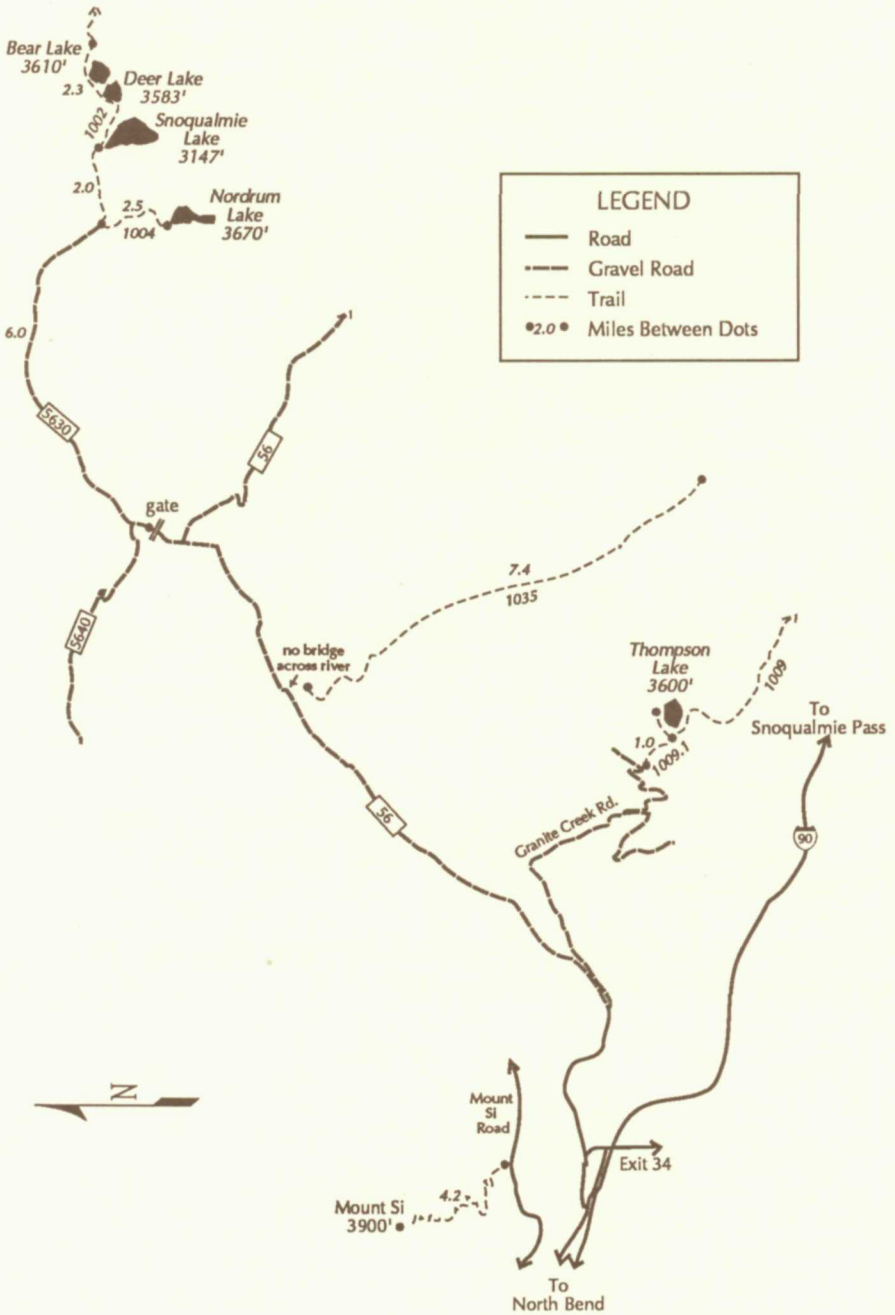 Bear Lake
3610'
2.3
Deer Lake
3583'
1002
Snoqualmie
Lake
3147'
2.0
2.5
1004
Nordrum
Lake
3670'
LEGEND
Road
Gravel Road
Trail
2.0 Miles Between Dots
6.0
5630
56
gate
5640
7.4
1035
no bridge
across river
Thompson
Lake
3600'
1009
1.0
1009.1
To
Snoqualmie Pass
56
Granite Creek Rd.
90
N
Mount
Si
Road
Exit 34
4.2
Mount Si
3900'
To
North Bend